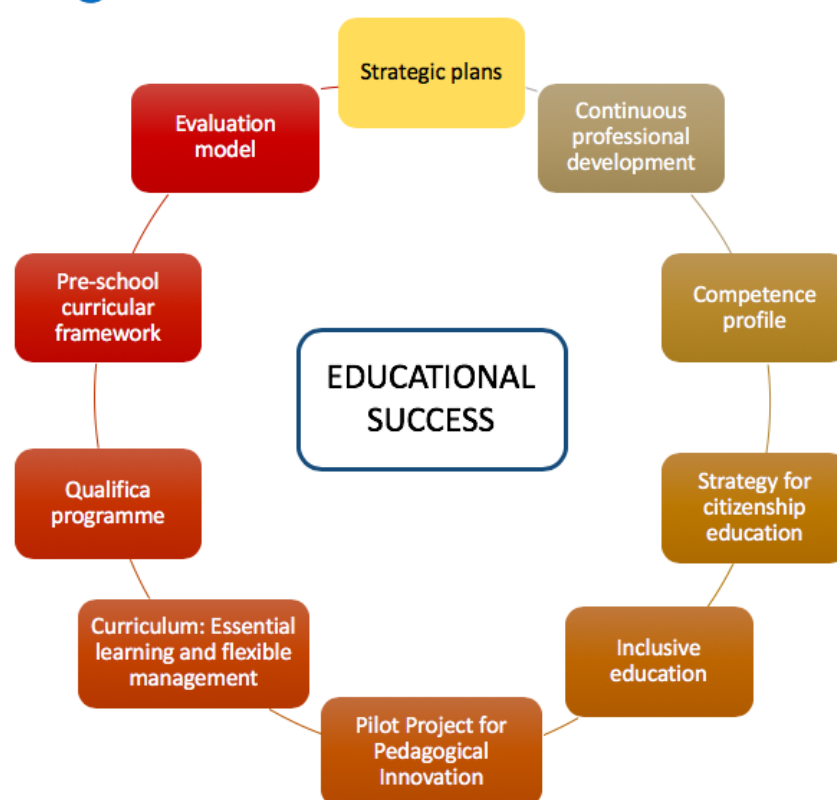 Strategic plans
Continuous
professional
development
Competence
profile
Strategy for
citizenship
education
Inclusive
education
Pilot Project for
Pedagogical
Innovation
Curriculum: Essential
learning and flexible
management
Qualifica
programme
Pre-school
curricular
framework
Evaluation
model
EDUCATIONAL
SUCCESS